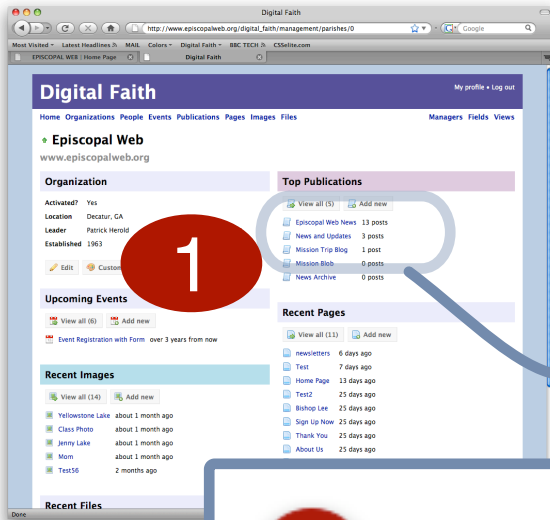 Digital Faith
http://www.episcopalweb.org/digital_faith/management/parishes/0
Google
Most Visited Latest Headlines MAIL Colors Digital Faith BBC TECH CSSelite.com
EPISCOPAL WEB | Home Page Digital Faith
Digital Faith
My profile • Log out
Home Organizations People Events Publications Pages Images Files
Managers Fields Views
Episcopal Web
www.episcopalweb.org
Organization
Activated? Yes
Location Decatur, GA
Leader Patrick Herold
Established 1963
Edit
1
Upcoming Events
View all (6) Add new
Event Registration with Form over 3 years from now
Recent Images
View all (14) Add new
Yellowstone Lake about 1 month ago
Class Photo about 1 month ago
Jenny Lake about 1 month ago
Mom about 1 month ago
Test56 2 months ago
Recent Files
Top Publications
View all (5) Add new
Episcopal Web News 13 posts
News and Updates 3 posts
Mission Trip Blog 1 post
Mission Blob 0 posts
News Archive 0 posts
Recent Pages
View all (11) Add new
newsletters 6 days ago
Test 7 days ago
Home Page 13 days ago
Test2 25 days ago
Bishop Lee 25 days ago
Sign Up Now 25 days ago
Thank You 25 days ago
About Us 25 days ago
Done